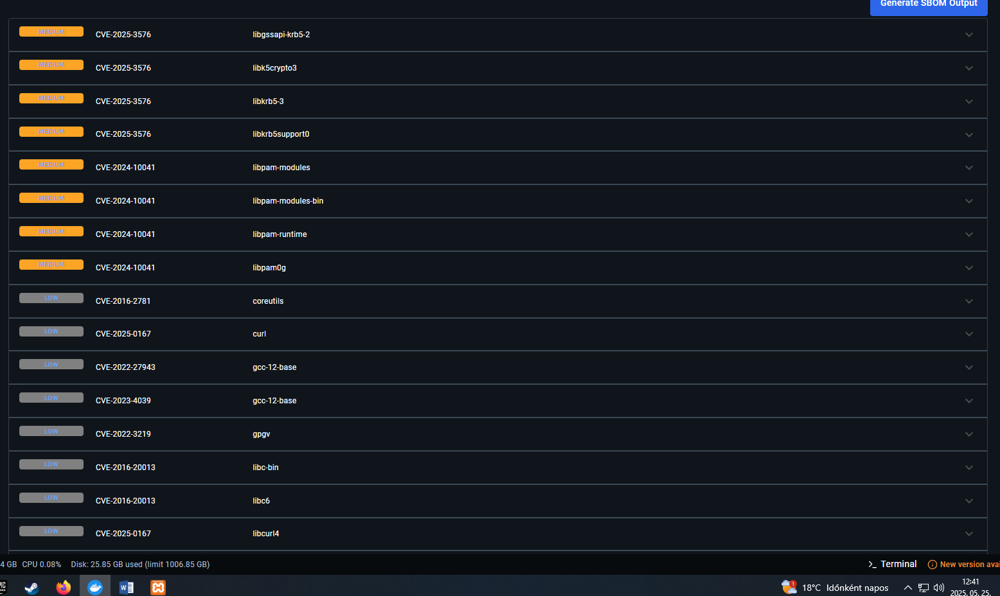 Generate SBOM Output
MEDIUM CVE-2025-3576 libgssapi-krb5-2
MEDIUM CVE-2025-3576 libk5crypto3
MEDIUM CVE-2025-3576 libkrb5-3
MEDIUM CVE-2025-3576 libkrb5support0
MEDIUM CVE-2024-10041 libpam-modules
MEDIUM CVE-2024-10041 libpam-modules-bin
MEDIUM CVE-2024-10041 libpam-runtime
MEDIUM CVE-2024-10041 libpam0g
LOW CVE-2016-2781 coreutils
LOW CVE-2025-0167 curl
LOW CVE-2022-27943 gcc-12-base
LOW CVE-2023-4039 gcc-12-base
LOW CVE-2022-3219 gpgv
LOW CVE-2016-20013 libc-bin
LOW CVE-2016-20013 libc6
LOW CVE-2025-0167 libcurl4
4 GB CPU 0.08% Disk: 25.85 GB used (limit 1006.85 GB) >_ Terminal New version avai
1 18°C Időnként napos 12:41
2025. 05. 25.